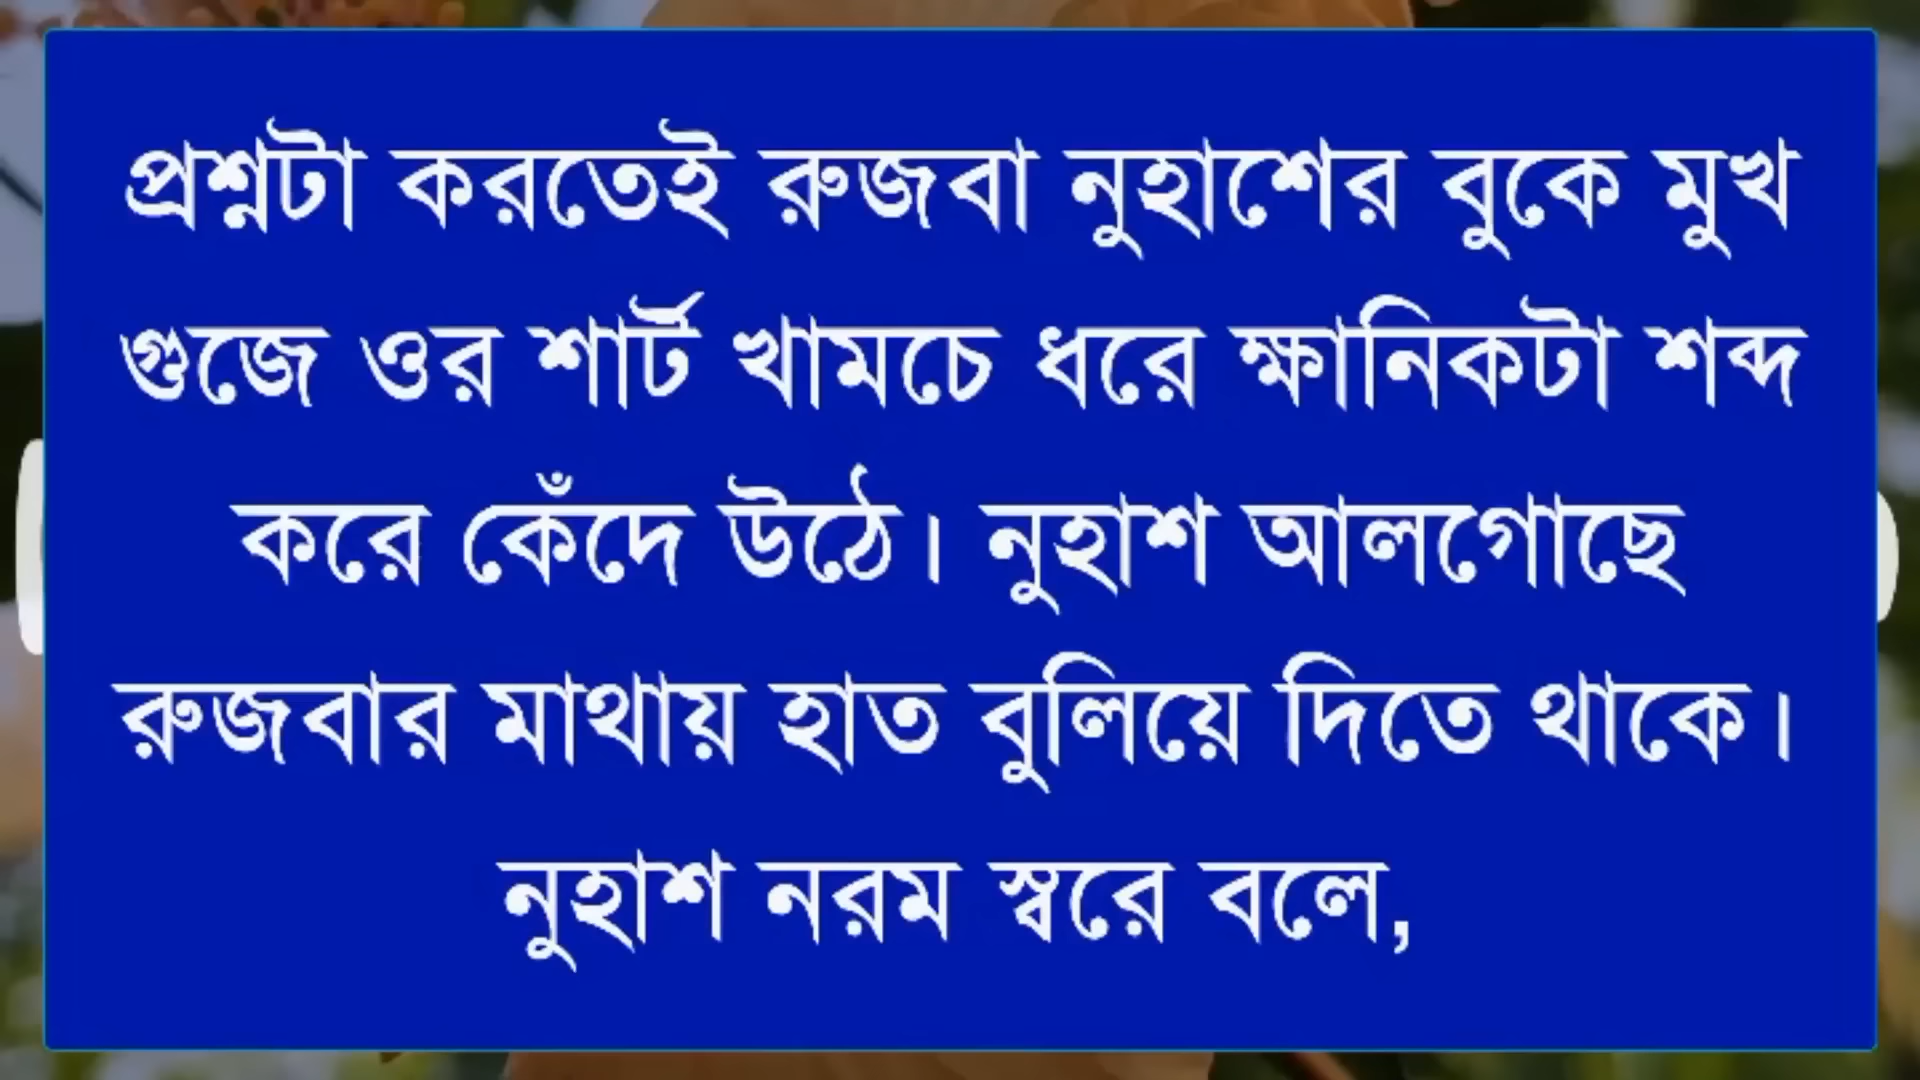 প্রশ্নটা করতেই রুজবা নুহাশের বুকে মুখ
গুজে ওর শার্ট খামচে ধরে ক্ষানিকটা শব্দ
করে কেঁদে উঠে। নুহাশ আলগোছে
রুজবার মাথায় হাত বুলিয়ে দিতে থাকে।
নুহাশ নরম স্বরে বলে,